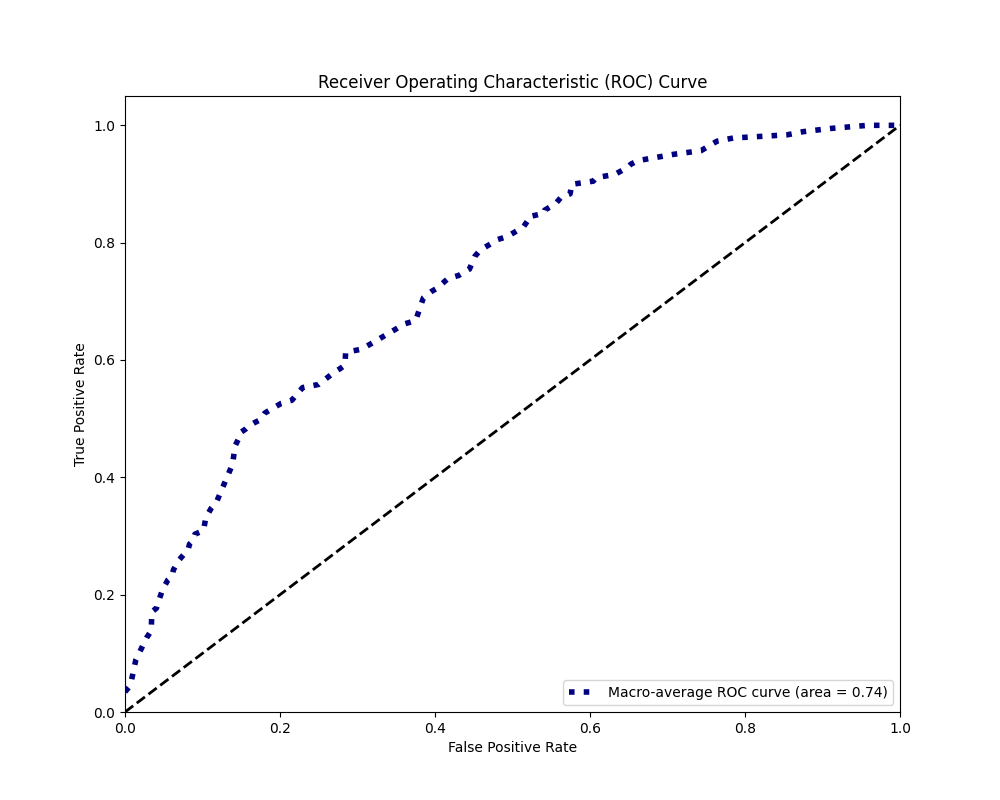 Receiver Operating Characteristic (ROC) Curve
1.0
0.8
0.6
0.4
0.2
0.0
True Positive Rate
Macro-average ROC curve (area = 0.74)
0.0 0.2 0.4 0.6 0.8 1.0
False Positive Rate